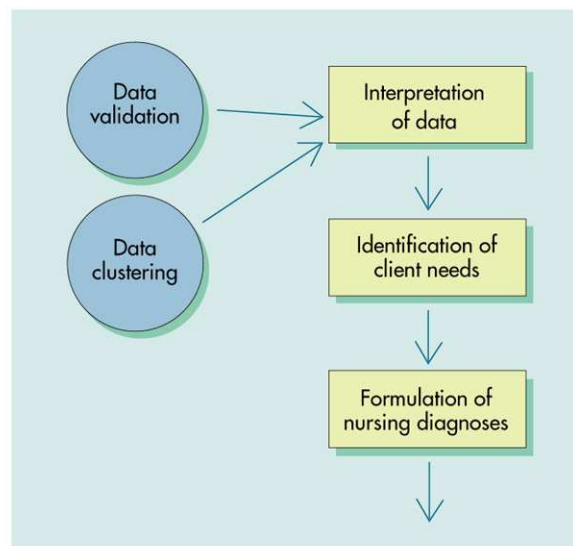 Data
validation
Interpretation
of data
Data
clustering
Identification of
client needs
Formulation of
nursing diagnoses